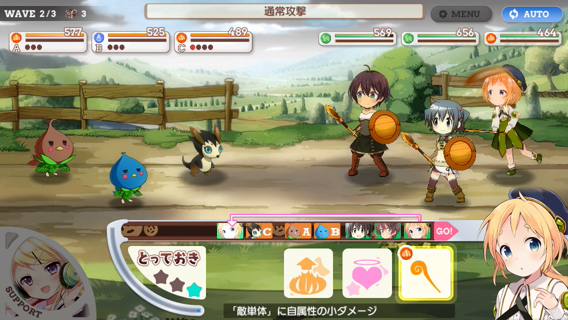 WAVE 2/3 3
通常攻撃
MENU
AUTO
577
A
525
B
489
C
569
656
464
C
A
B
GO!
とっておき
SUPPORT
「敵単体」に自属性の小ダメージ